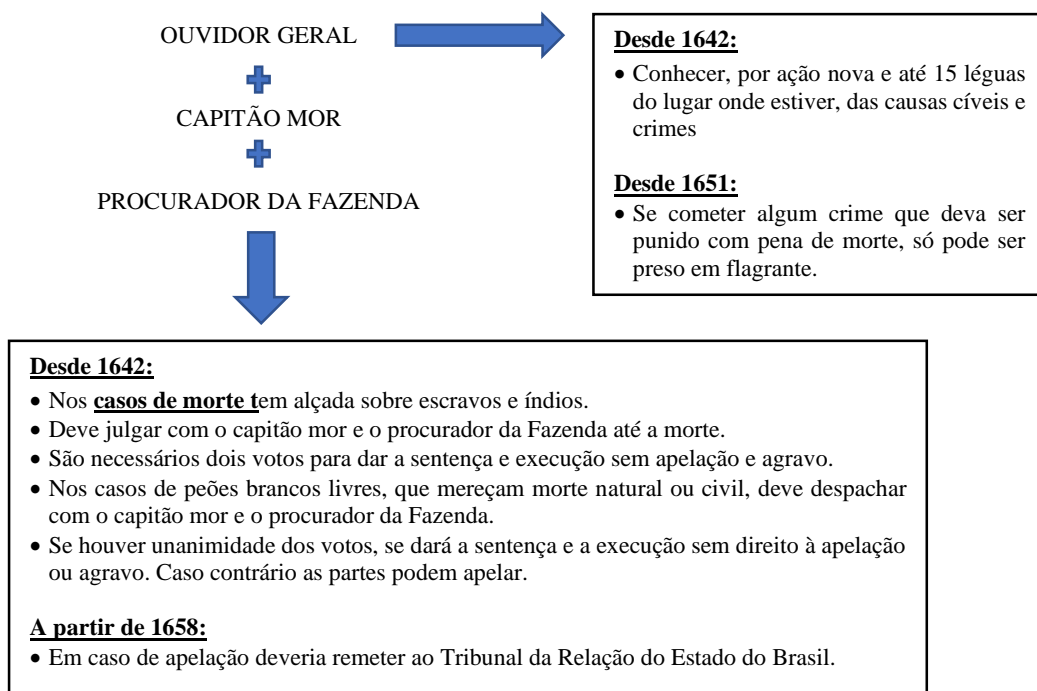 OUVIDOR GERAL
CAPITÃO MOR
PROCURADOR DA FAZENDA
Desde 1642:
• Conhecer, por ação nova e até 15 léguas
do lugar onde estiver, das causas cíveis e
crimes
Desde 1651:
• Se cometer algum crime que deva ser
punido com pena de morte, só pode ser
preso em flagrante.
Desde 1642:
• Nos casos de morte tem alçada sobre escravos e índios.
• Deve julgar com o capitão mor e o procurador da Fazenda até a morte.
• São necessários dois votos para dar a sentença e execução sem apelação e agravo.
• Nos casos de peões brancos livres, que mereçam morte natural ou civil, deve despachar
com o capitão mor e o procurador da Fazenda.
• Se houver unanimidade dos votos, se dará a sentença e a execução sem direito à apelação
ou agravo. Caso contrário as partes podem apelar.
A partir de 1658:
• Em caso de apelação deveria remeter ao Tribunal da Relação do Estado do Brasil.